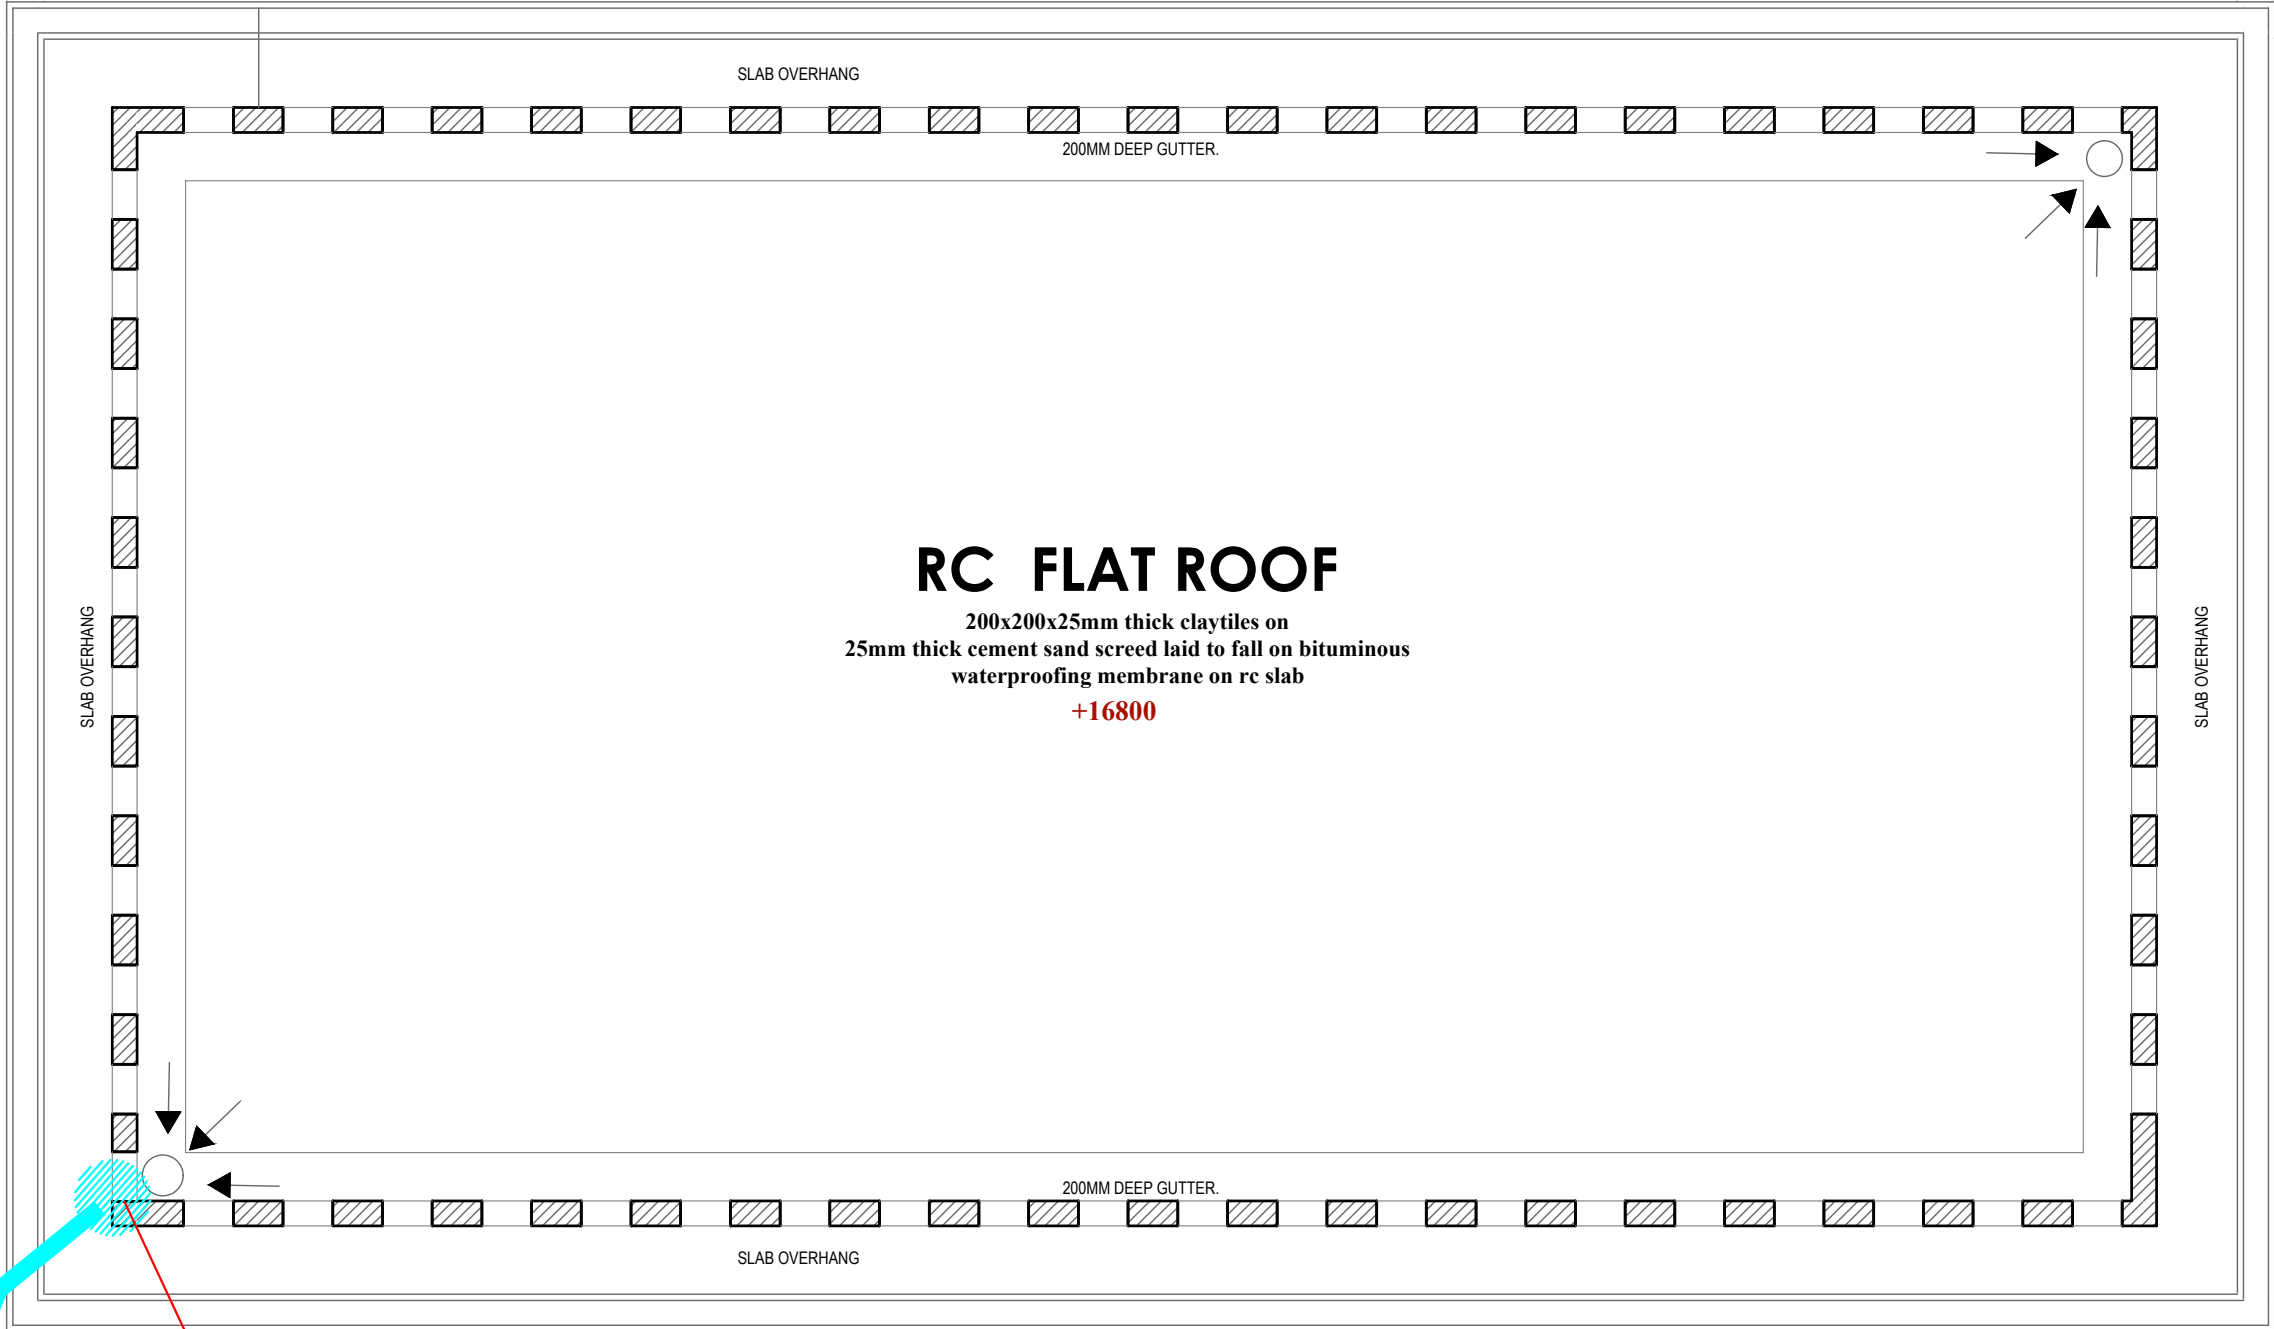 SLAB OVERHANG
200MM DEEP GUTTER.
RC FLAT ROOF
200x200x25mm thick claytiles on
25mm thick cement sand screed laid to fall on bituminous
waterproofing membrane on rc slab
+16800
SLAB OVERHANG
SLAB OVERHANG
200MM DEEP GUTTER.
SLAB OVERHANG